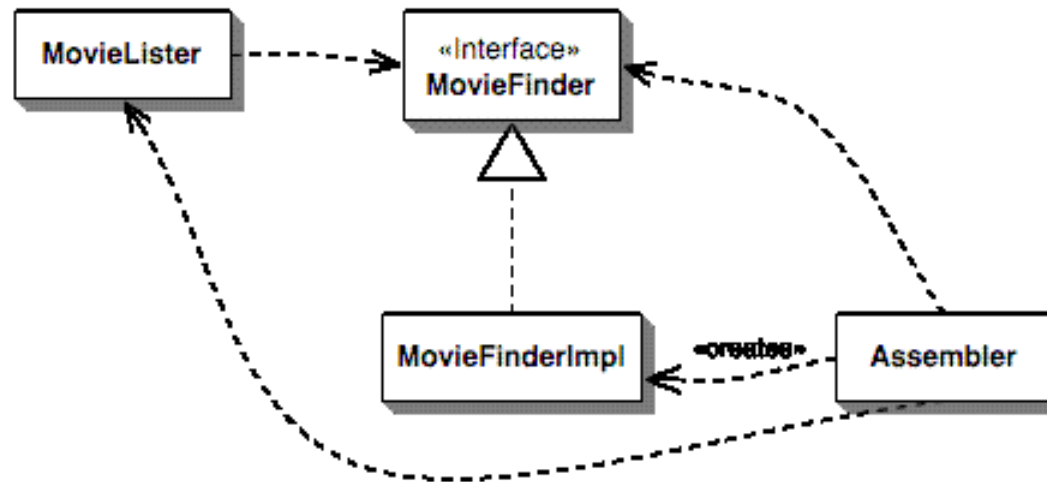 MovieLister
«Interface»
MovieFinder
MovieFinderImpl
«creates»
Assembler